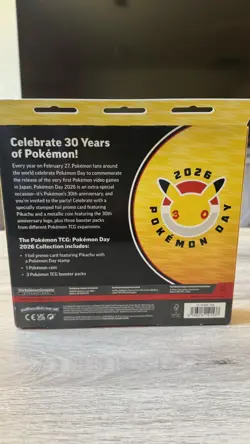 Celebrate 30 Years
of Pokémon!
Every year on February 27, Pokémon fans around
the world celebrate Pokémon Day to commemorate
the release of the very first Pokémon video games
in Japan. Pokémon Day 2026 is an extra-special
occasion—it's Pokémon's 30th anniversary, and
you're invited to the party! Celebrate with a
specially stamped foil promo card featuring
Pikachu and a metallic coin featuring the 30th
anniversary logo, plus three booster packs
from different Pokémon TCG expansions.
The Pokémon TCG: Pokémon Day
2026 Collection includes:
• 1 foil promo card featuring Pikachu with
a Pokémon Day stamp
• 1 Pokémon coin
• 3 Pokémon TCG booster packs
2026
30
POKÉMON DAY